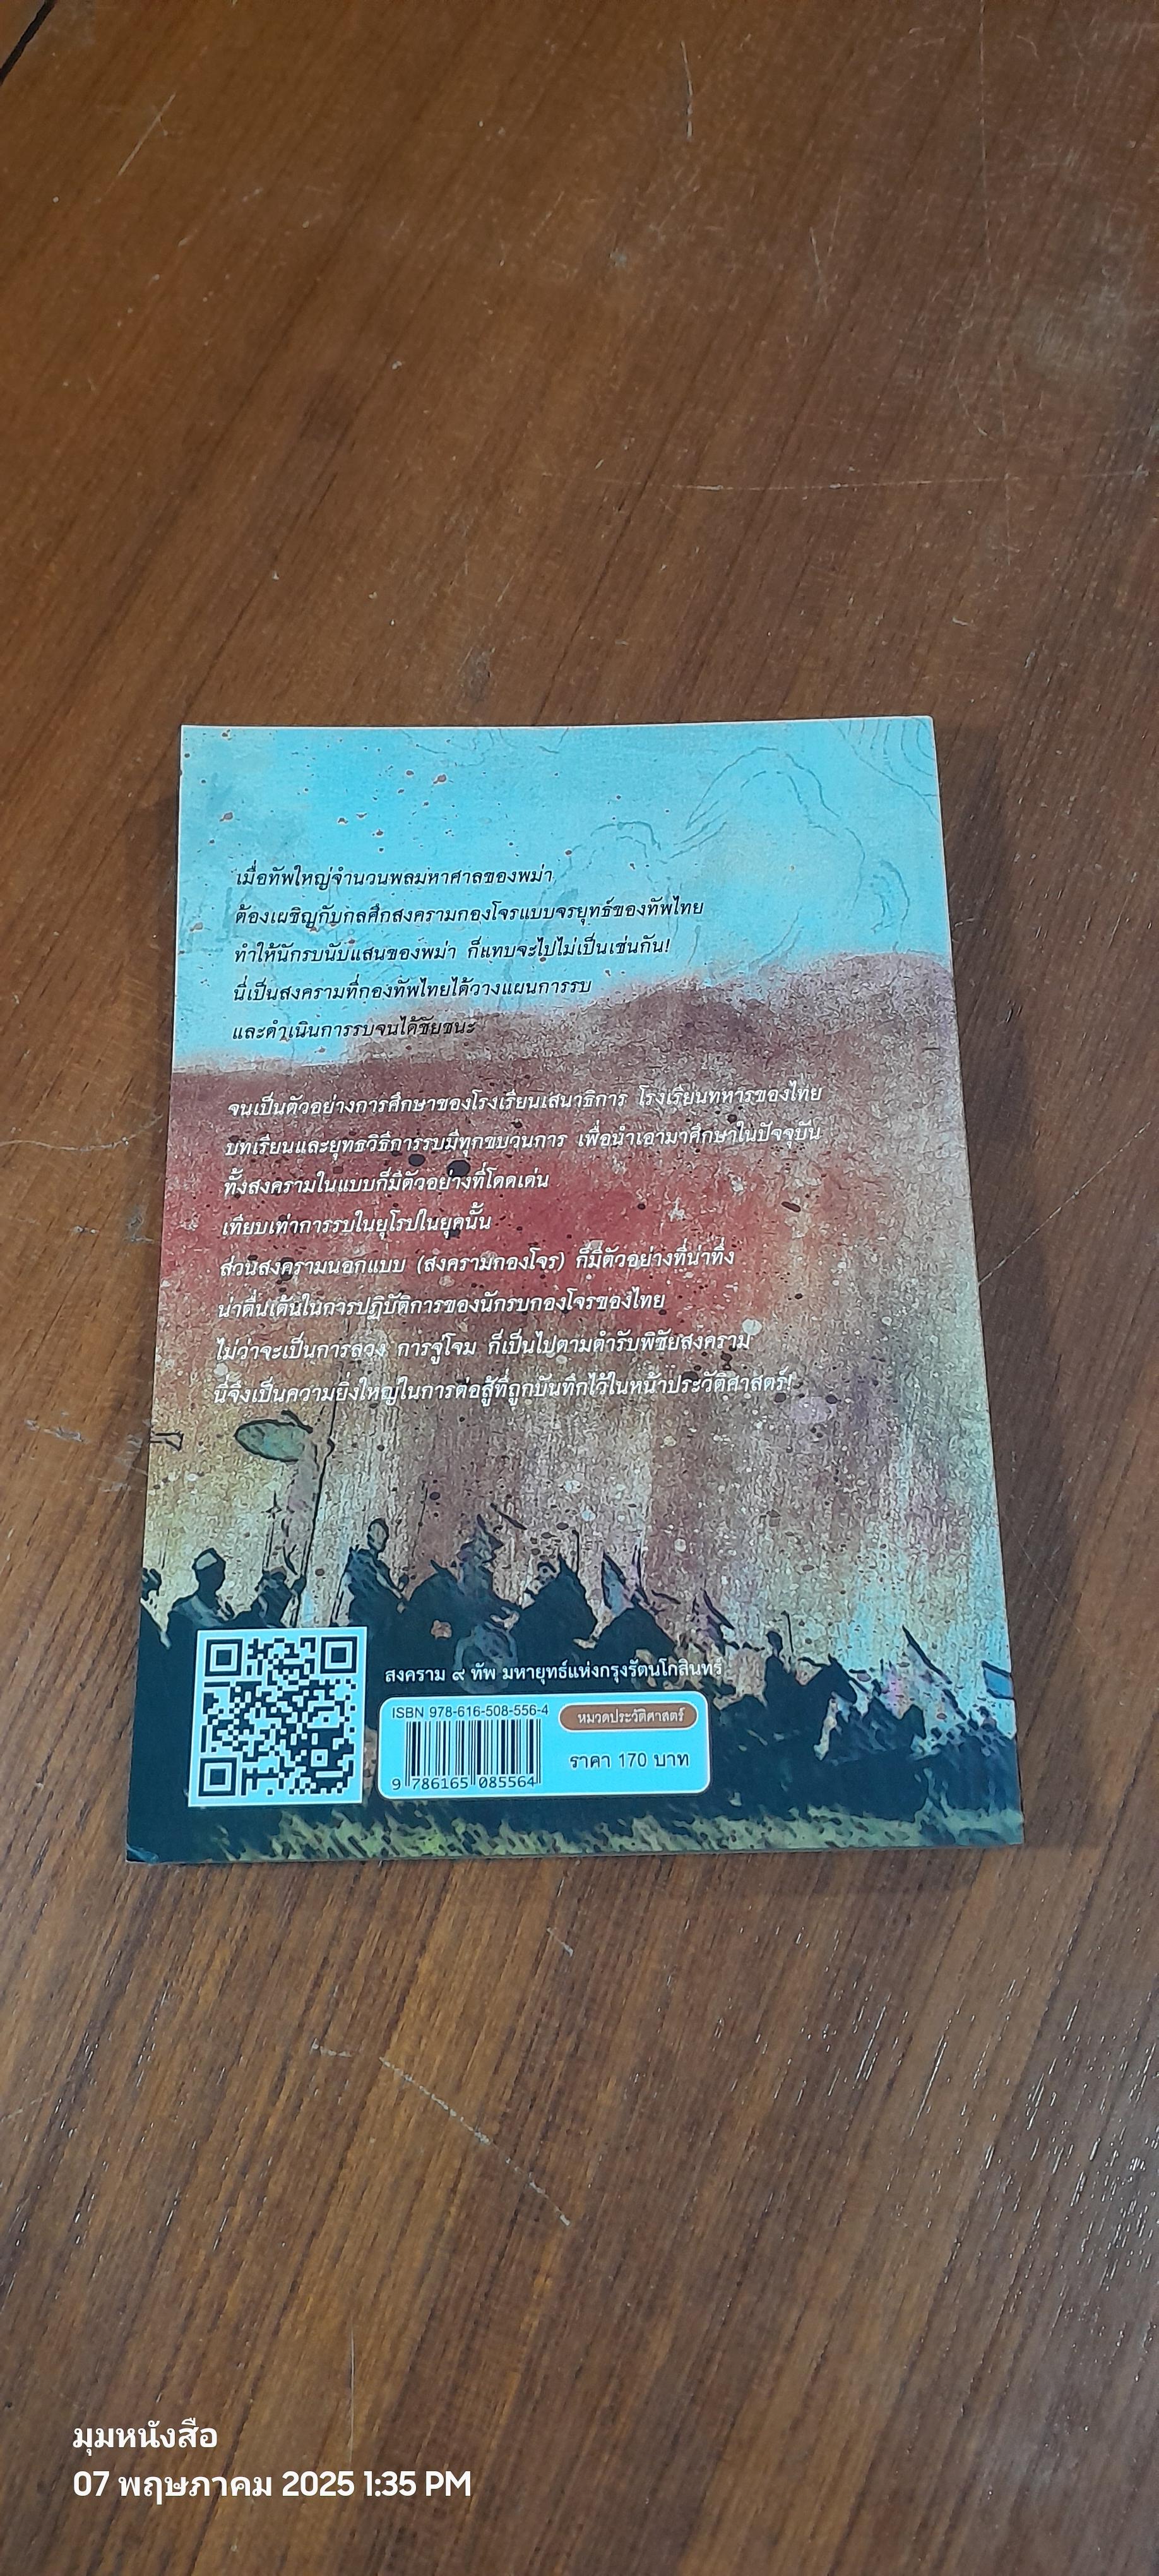 เมื่อทัพใหญ่จำนวนพลมหาศาลของพม่า
ต้องเผชิญกับกลศึกสงครามกองโจรแบบจรยุทธ์ของทัพไทย
ทำให้นักรบนับแสนของพม่า ก็แทบจะไปไม่เป็นเช่นกัน!
นี่เป็นสงครามที่กองทัพไทยได้วางแผนการรบ
และดำเนินการรบจนได้ชัยชนะ
จนเป็นตัวอย่างการศึกษาของโรงเรียนเสนาธิการ โรงเรียนทหารของไทย
บทเรียนและยุทธวิธีการรบมีทุกขบวนการ เพื่อนำเอามาศึกษาในปัจจุบัน
ทั้งสงครามในแบบก็มีตัวอย่างที่โดดเด่น
เทียบเท่าการรบในยุโรปในยุคนั้น
ส่วนสงครามนอกแบบ (สงครามกองโจร) ก็มีตัวอย่างที่น่าทึ่ง
น่าตื่นเต้นในการปฏิบัติการของนักรบกองโจรของไทย
ไม่ว่าจะเป็นการลวง การจู่โจม ก็เป็นไปตามตำรับพิชัยสงคราม
นี่จึงเป็นความยิ่งใหญ่ในการต่อสู้ที่ถูกบันทึกไว้ในหน้าประวัติศาสตร์!
สงคราม ๙ ทัพ มหายุทธ์แห่งกรุงรัตนโกสินทร์
ISBN 978-616-508-556-4
หมวดประวัติศาสตร์
ราคา 170 บาท
9 786165 085564
มุมหนังสือ
07 พฤษภาคม 2025 1:35 PM